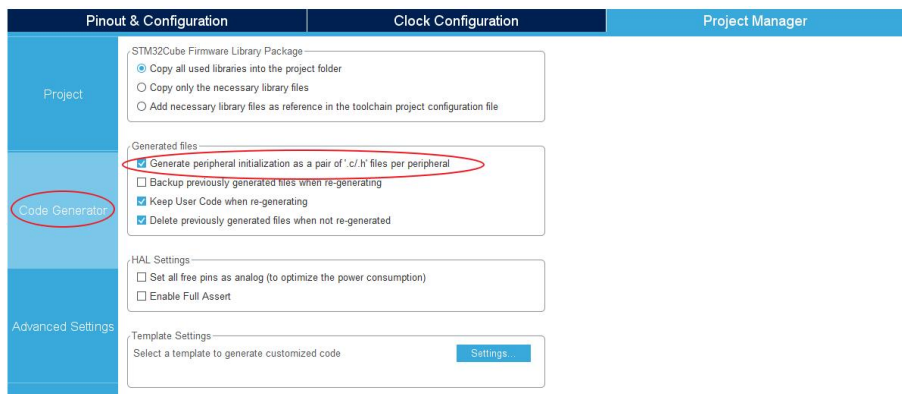 Pinout & Configuration
Clock Configuration
Project Manager
Project
Code Generator
Advanced Settings
STM32Cube Firmware Library Package
Copy all used libraries into the project folder
Copy only the necessary library files
Add necessary library files as reference in the toolchain project configuration file
Generated files
Generate peripheral initialization as a pair of '.c/.h' files per peripheral
Backup previously generated files when re-generating
Keep User Code when re-generating
Delete previously generated files when not re-generated
HAL Settings
Set all free pins as analog (to optimize the power consumption)
Enable Full Assert
Template Settings
Select a template to generate customized code
Settings...